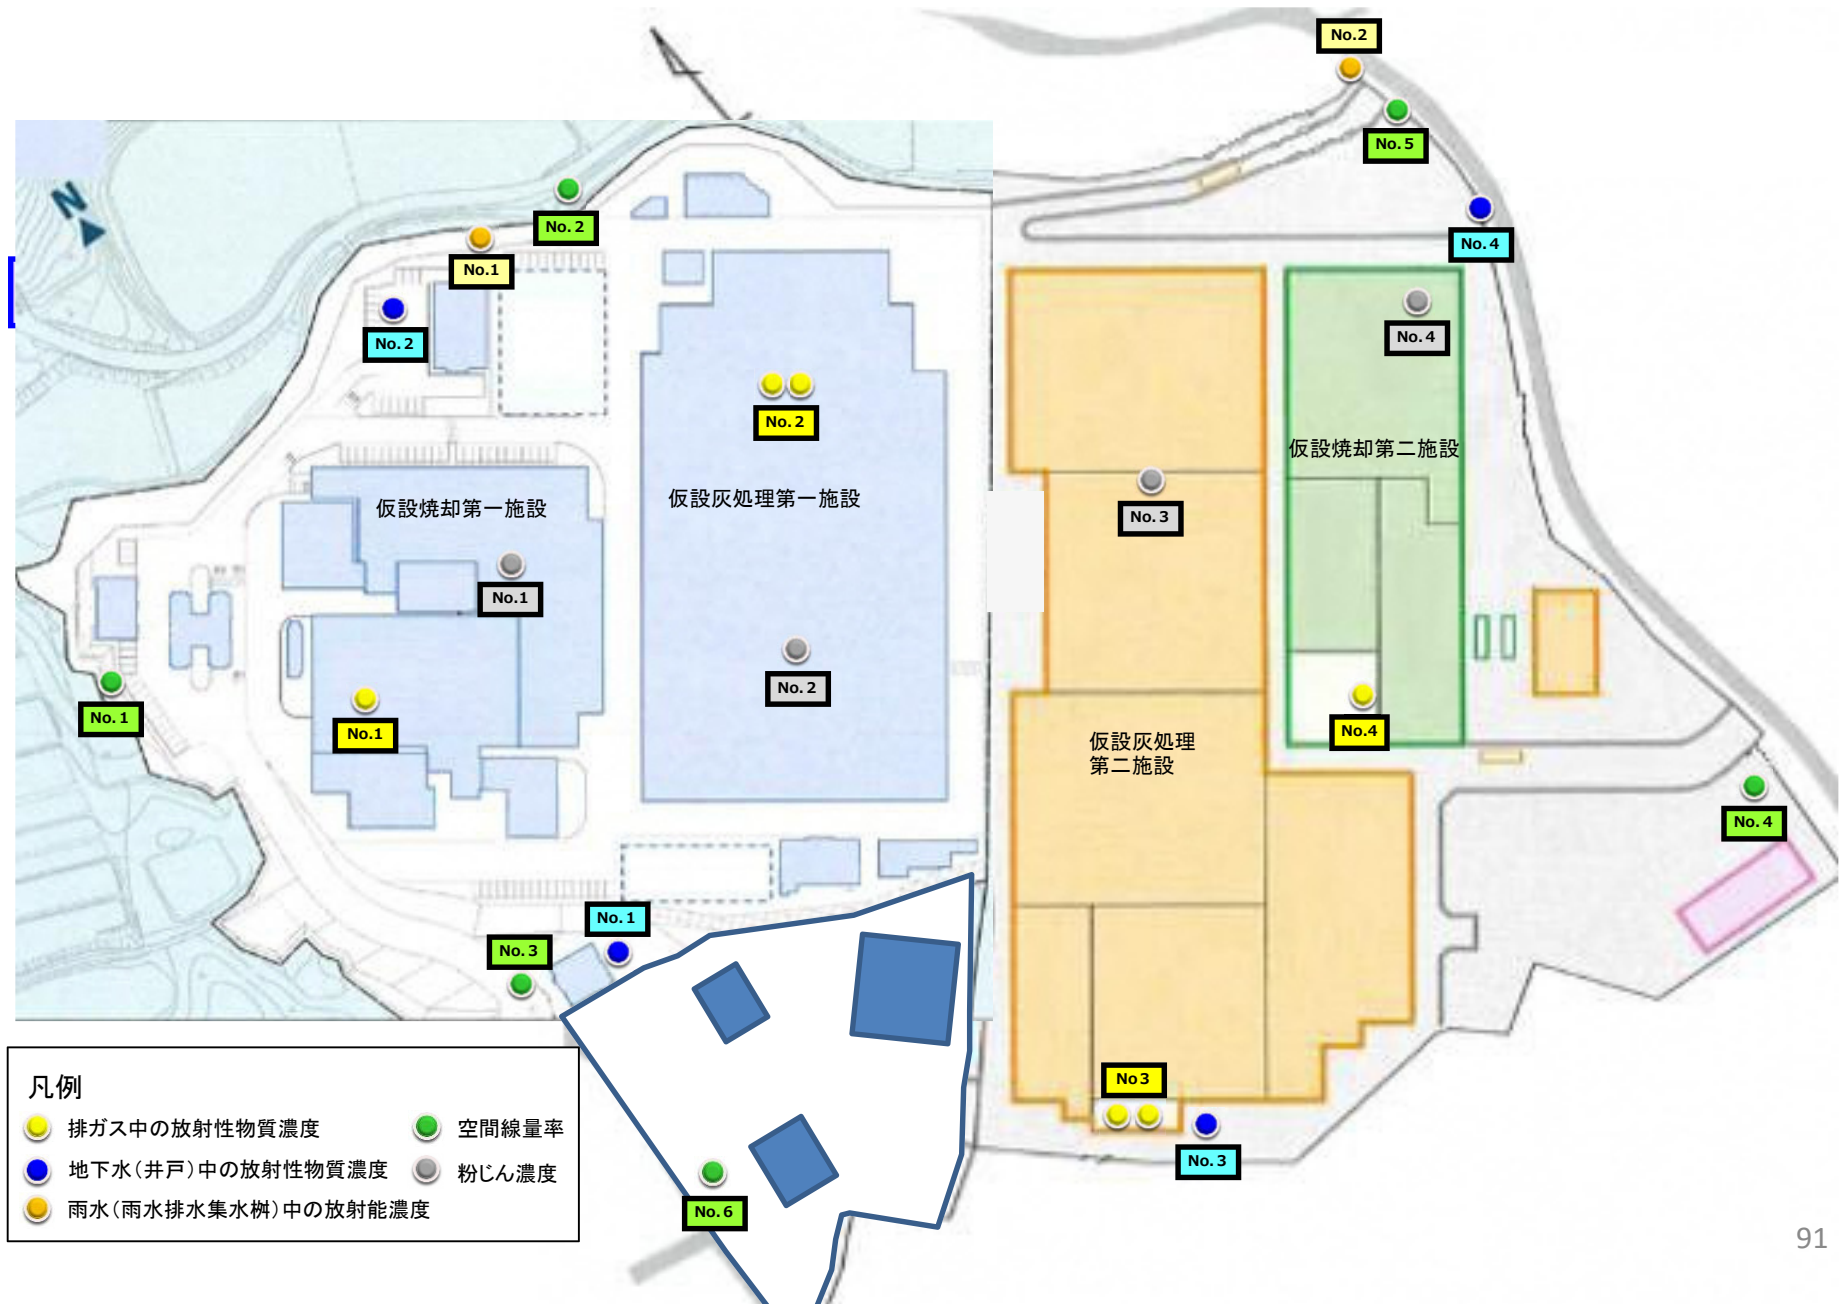 No.2
No.5
N
No.2
No.4
No.1
No.2
No.4
No.2
仮設焼却第二施設
仮設焼却第一施設
仮設灰処理第一施設
No.3
No.1
No.2
No.1
No.1
No.4
仮設灰処理
第二施設
No.4
No.1
No.3
No3
No.3
No.6
凡例
排ガス中の放射性物質濃度
空間線量率
地下水(井戸)中の放射性物質濃度
粉じん濃度
雨水(雨水排水集水桝)中の放射能濃度
91